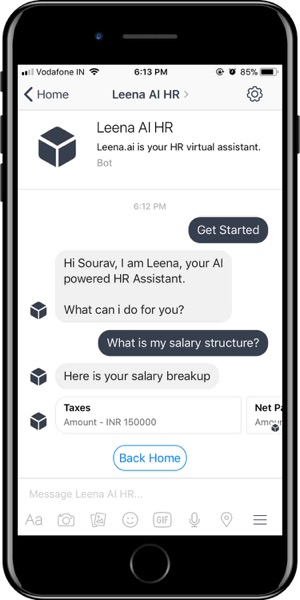 Vodafone IN 6:13 PM 85%
Home Leena AI HR
Leena AI HR
Leena.ai is your HR virtual assistant.
Bot
6:12 PM
Get Started
Hi Sourav, I am Leena, your AI
powered HR Assistant.
What can i do for you?
What is my salary structure?
Here is your salary breakup
Taxes
Amount - INR 150000
Net Pa
Back Home
Message Leena AI HR...
Aa
GIF